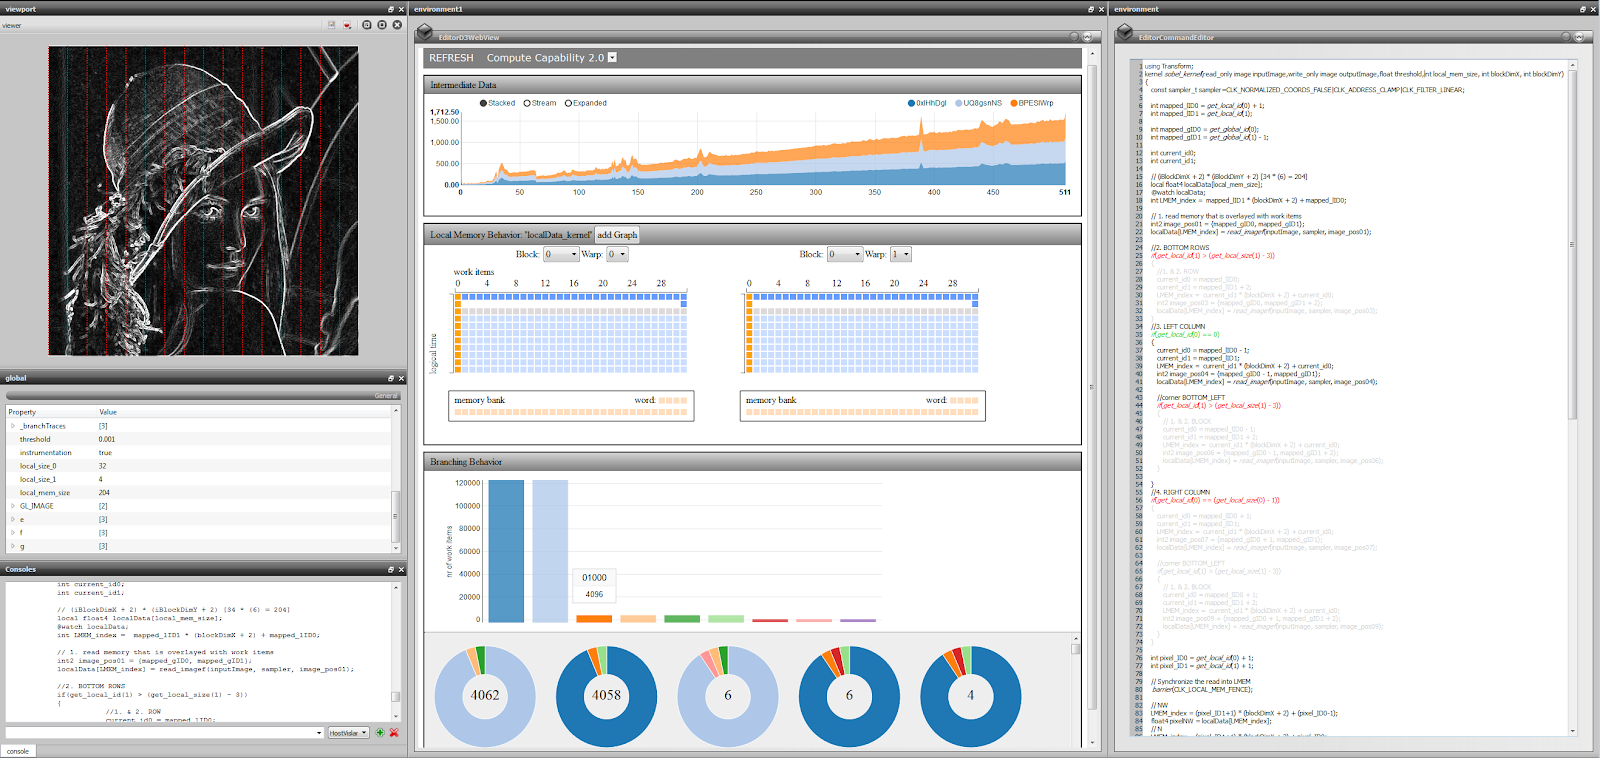 viewport
viewer
global
General
Property Value
_branchTraces [3]
threshold 0.001
instrumentation true
local_size_0 32
local_size_1 4
local_mem_size 204
GL_IMAGE [2]
e [3]
f [3]
g [3]
Consoles
int current_id0;
int current_id1;
// (iBlockDimX + 2) * (iBlockDimY + 2) [34 * (6) = 204]
local float4 localData[local_mem_size];
@watch localData;
int LMEM_index = mapped_lID1 * (blockDimX + 2) + mapped_lID0;
// 1. read memory that is overlayed with work items
int2 image_pos01 = {mapped_gID0, mapped_gID1};
localData[LMEM_index] = read_imagef(inputImage, sampler, image_pos01);
//2. BOTTOM ROWS
if(get_local_id(1) > (get_local_size(1) - 3))
{
//1. & 2. ROW
current_id0 = mapped_lID0;
HostVislar
console
environment1
EditorD3WebView
REFRESH Compute Capability 2.0
Intermediate Data
Stacked Stream Expanded
0xIHhDgI UQ8gsnNS BPESIWrp
1,712.50
1,500.00
1,000.00
500.00
0.00
0 50 100 150 200 250 300 350 400 450 511
Local Memory Behavior: "localData_kernel" add Graph
Block: 0 Warp: 0
Block: 0 Warp: 1
work items
0 4 8 12 16 20 24 28
0 4 8 12 16 20 24 28
logical time
memory bank word:
memory bank word:
Branching Behavior
nr of work items
120000
100000
80000
60000
40000
20000
0
01000
4096
4062 4058 6 6 4
environment
EditorCommandEditor
1 using Transform;
2 kernel sobel_kernel(read_only image inputImage,write_only image outputImage,float threshold,int local_mem_size, int blockDimX, int blockDimY)
3 {
4 const sampler_t sampler=CLK_NORMALIZED_COORDS_FALSE|CLK_ADDRESS_CLAMP|CLK_FILTER_LINEAR;
5
6 int mapped_lID0 = get_local_id(0) + 1;
7 int mapped_lID1 = get_local_id(1);
8
9 int mapped_gID0 = get_global_id(0);
10 int mapped_gID1 = get_global_id(1) - 1;
11
12 int current_id0;
13 int current_id1;
14
15 // (iBlockDimX + 2) * (iBlockDimY + 2) [34 * (6) = 204]
16 local float4 localData[local_mem_size];
17 @watch localData;
18 int LMEM_index = mapped_lID1 * (blockDimX + 2) + mapped_lID0;
19
20 // 1. read memory that is overlayed with work items
21 int2 image_pos01 = {mapped_gID0, mapped_gID1};
22 localData[LMEM_index] = read_imagef(inputImage, sampler, image_pos01);
23
24 //2. BOTTOM ROWS
25 if(get_local_id(1) > (get_local_size(1) - 3))
26 {
27 //1. & 2. ROW
28 current_id0 = mapped_lID0;
29 current_id1 = mapped_lID1 + 2;
30 LMEM_index = current_id1 * (blockDimX + 2) + current_id0;
31 int2 image_pos03 = {mapped_gID0, mapped_gID1 + 2};
32 localData[LMEM_index] = read_imagef(inputImage, sampler, image_pos03);
33 }
34 //3. LEFT COLUMN
35 if(get_local_id(0) == 0)
36 {
37 current_id0 = mapped_lID0 - 1;
38 current_id1 = mapped_lID1;
39 LMEM_index = current_id1 * (blockDimX + 2) + current_id0;
40 int2 image_pos04 = {mapped_gID0 - 1, mapped_gID1};
41 localData[LMEM_index] = read_imagef(inputImage, sampler, image_pos04);
42
43 //corner BOTTOM_LEFT
44 if(get_local_id(1) > (get_local_size(1) - 3))
45 {
46 // 1. & 2. BLOCK
47 current_id0 = mapped_lID0 - 1;
48 current_id1 = mapped_lID1 + 2;
49 LMEM_index = current_id1 * (blockDimX + 2) + current_id0;
50 int2 image_pos06 = {mapped_gID0 - 1, mapped_gID1 + 2};
51 localData[LMEM_index] = read_imagef(inputImage, sampler, image_pos06);
52 }
53
54 }
55 //4. RIGHT COLUMN
56 if(get_local_id(0) == (get_local_size(0) - 1))
57 {
58 current_id0 = mapped_lID0 + 1;
59 current_id1 = mapped_lID1;
60 LMEM_index = current_id1 * (blockDimX + 2) + current_id0;
61 int2 image_pos07 = {mapped_gID0 + 1, mapped_gID1};
62 localData[LMEM_index] = read_imagef(inputImage, sampler, image_pos07);
63
64 //corner BOTTOM_LEFT
65 if(get_local_id(1) > (get_local_size(1) - 3))
66 {
67 // 1. & 2. BLOCK
68 current_id0 = mapped_lID0 + 1;
69 current_id1 = mapped_lID1 + 2;
70 LMEM_index = current_id1 * (blockDimX + 2) + current_id0;
71 int2 image_pos09 = {mapped_gID0 + 1, mapped_gID1 + 2};
72 localData[LMEM_index] = read_imagef(inputImage, sampler, image_pos09);
73 }
74 }
75
76 int pixel_ID0 = get_local_id(0) + 1;
77 int pixel_ID1 = get_local_id(1) + 1;
78
79 // Synchronize the read into LMEM
80 barrier(CLK_LOCAL_MEM_FENCE);
81
82 // NW
83 LMEM_index = (pixel_ID1+1) * (blockDimX + 2) + (pixel_ID0-1);
84 float4 pixelNW = localData[LMEM_index];
85 // N